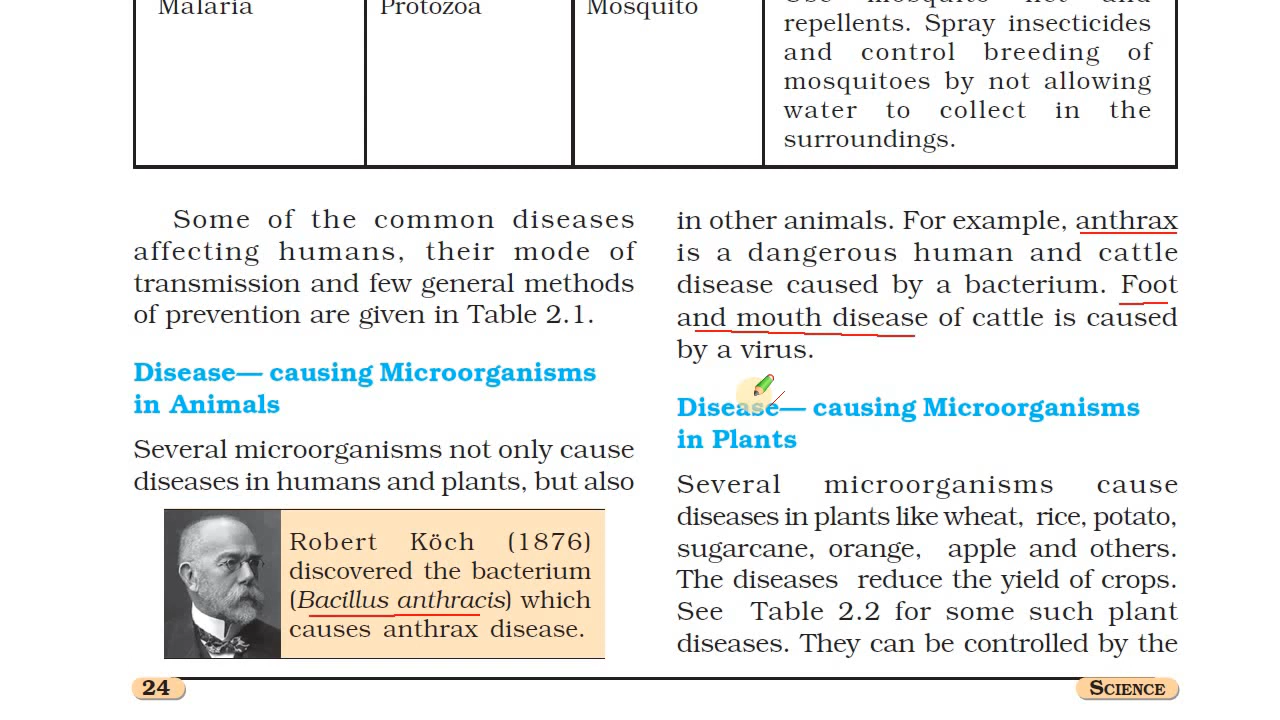 Malaria
Protozoa
Mosquito
Use mosquito net and
repellents. Spray insecticides
and control breeding of
mosquitoes by not allowing
water to collect in the
surroundings.
Some of the common diseases
affecting humans, their mode of
transmission and few general methods
of prevention are given in Table 2.1.
Disease— causing Microorganisms
in Animals
Several microorganisms not only cause
diseases in humans and plants, but also
Robert Köch (1876)
discovered the bacterium
(Bacillus anthracis) which
causes anthrax disease.
in other animals. For example, anthrax
is a dangerous human and cattle
disease caused by a bacterium. Foot
and mouth disease of cattle is caused
by a virus.
Disease— causing Microorganisms
in Plants
Several microorganisms cause
diseases in plants like wheat, rice, potato,
sugarcane, orange, apple and others.
The diseases reduce the yield of crops.
See Table 2.2 for some such plant
diseases. They can be controlled by the
24
SCIENCE